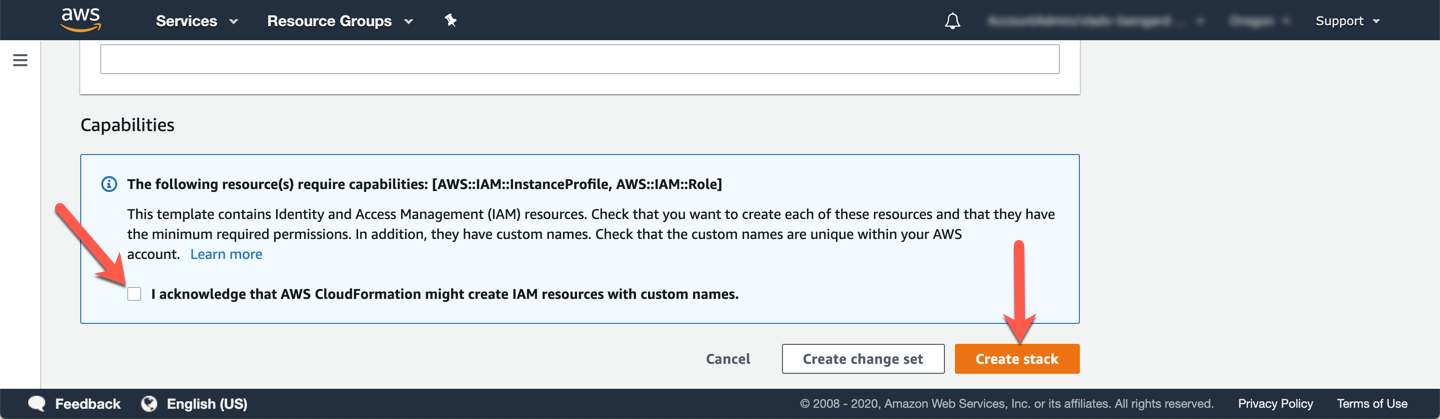 aws Services Resource Groups Support
Capabilities
The following resource(s) require capabilities: [AWS::IAM::InstanceProfile, AWS::IAM::Role]
This template contains Identity and Access Management (IAM) resources. Check that you want to create each of these resources and that they have
the minimum required permissions. In addition, they have custom names. Check that the custom names are unique within your AWS
account. Learn more
I acknowledge that AWS CloudFormation might create IAM resources with custom names.
Cancel Create change set Create stack
Feedback English (US) © 2008 - 2020, Amazon Web Services, Inc. or its affiliates. All rights reserved. Privacy Policy Terms of Use